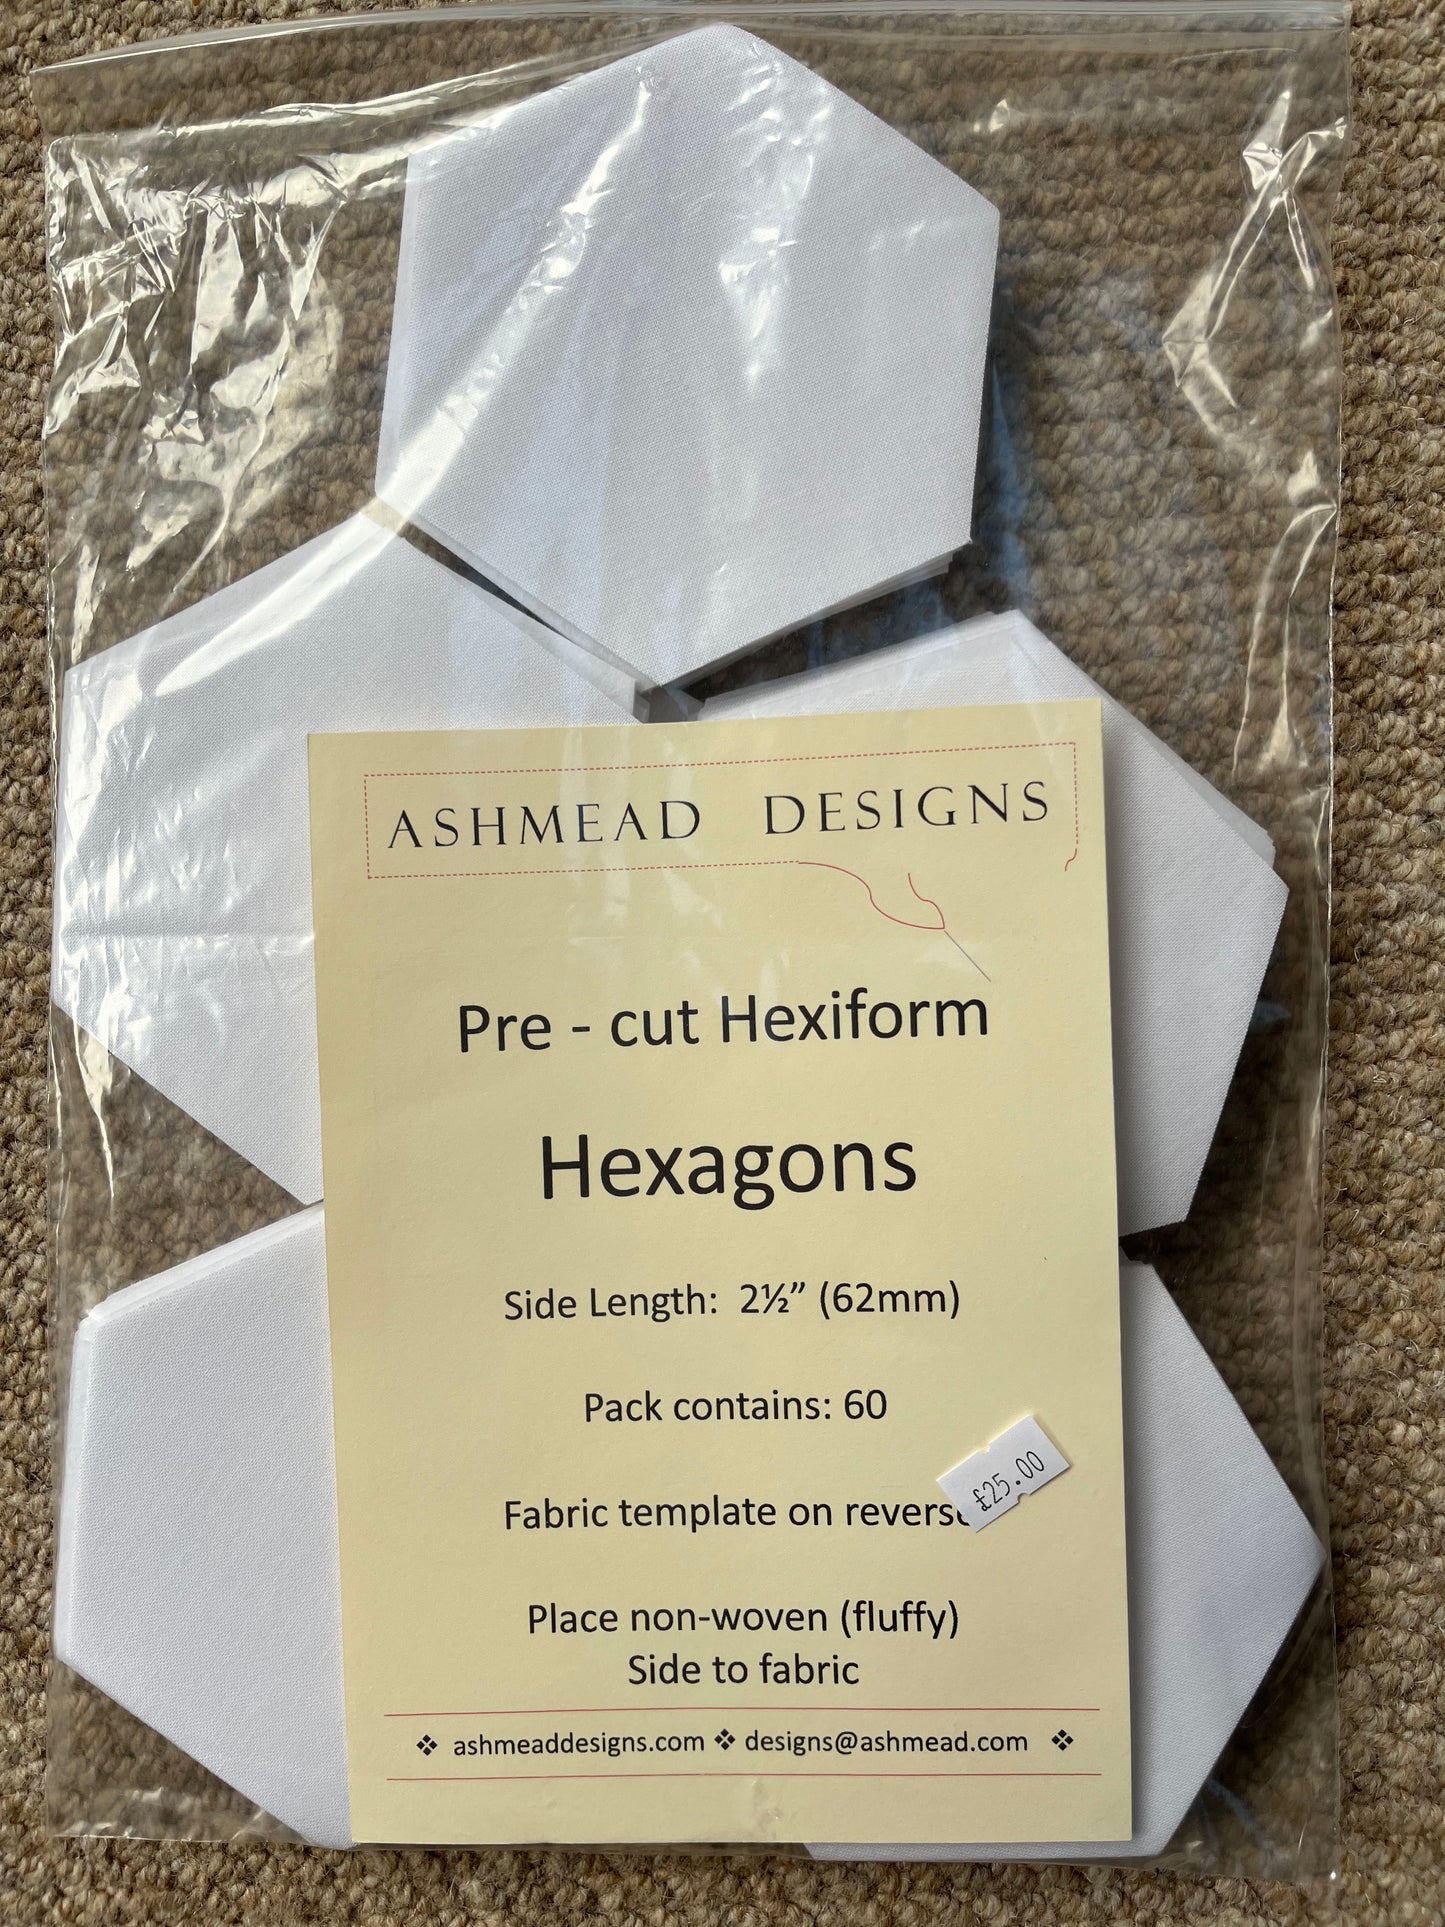 ASHMEAD DESIGNS
Pre - cut Hexiform
Hexagons
Side Length: 2½” (62mm)
Pack contains: 60
Fabric template on reverse
£25.00
Place non-woven (fluffy)
Side to fabric
❖ ashmeaddesigns.com ❖ designs@ashmead.com ❖